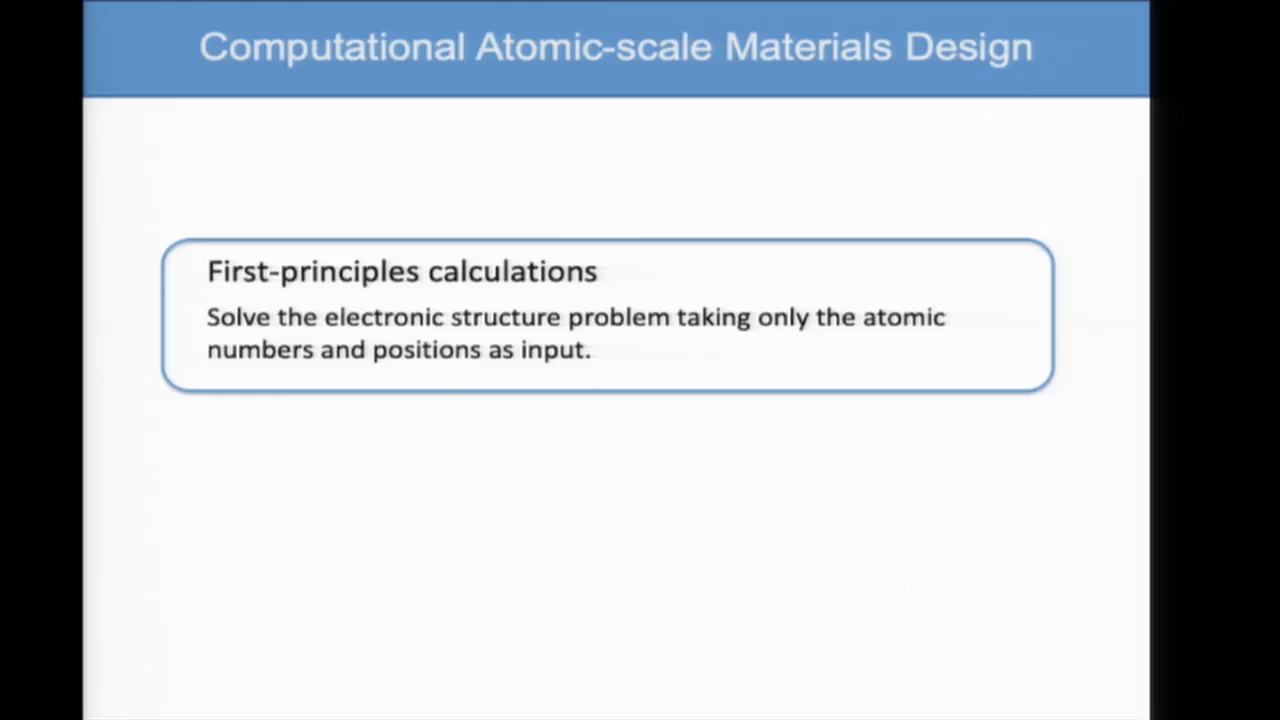 Computational Atomic-scale Materials Design
First-principles calculations
Solve the electronic structure problem taking only the atomic
numbers and positions as input.